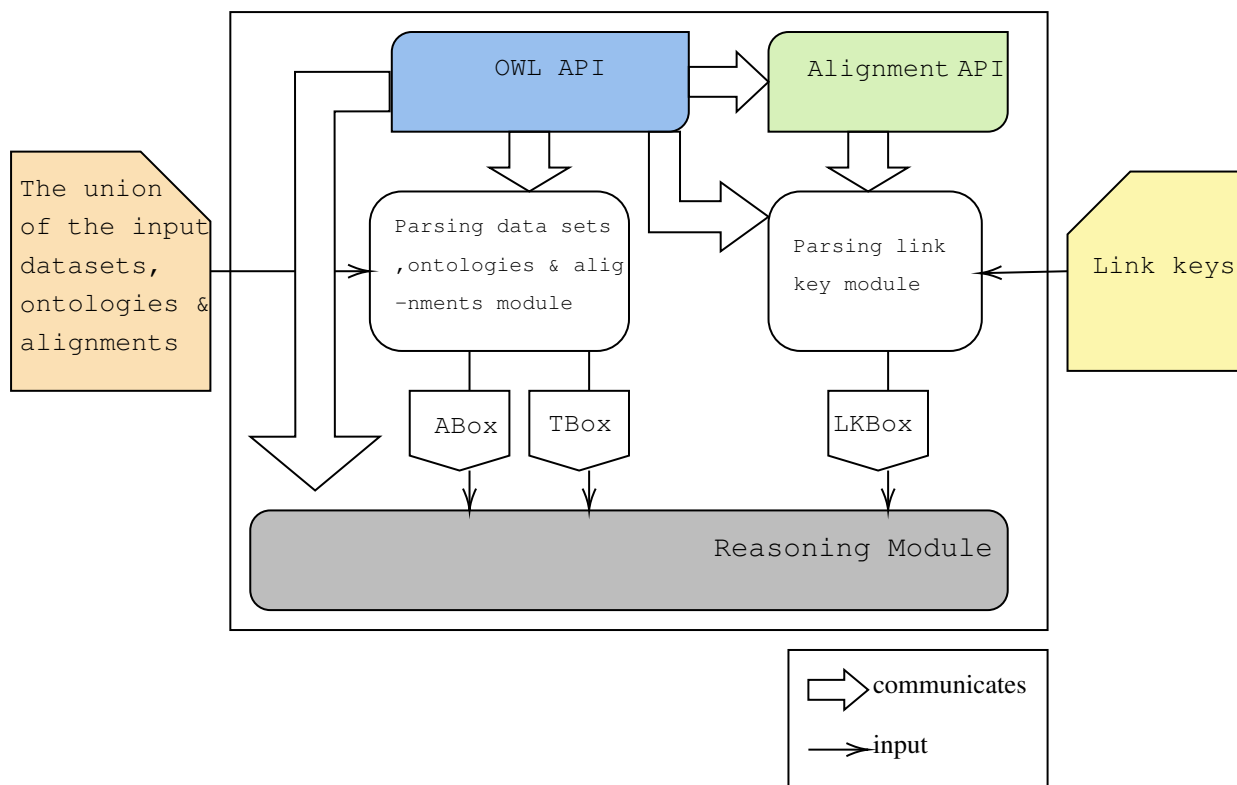 OWL API
Alignment API
The union
of the input
datasets,
ontologies &
alignments
Parsing data sets
,ontologies & alig
-nments module
Parsing link
key module
Link keys
ABox
TBox
LKBox
Reasoning Module
communicates
input